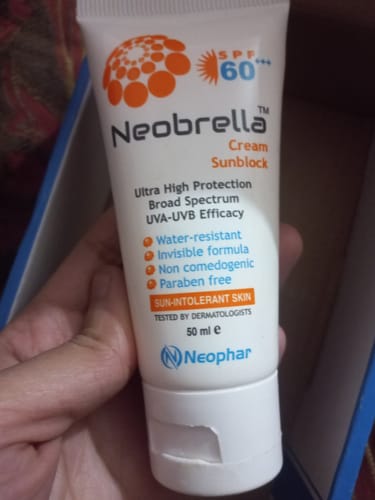 SPF
60+++
Neobrella™
Cream
Sunblock
Ultra High Protection
Broad Spectrum
UVA-UVB Efficacy
Water-resistant
Invisible formula
Non comedogenic
Paraben free
SUN-INTOLERANT SKIN
TESTED BY DERMATOLOGISTS
50 ml ℮
Neophar